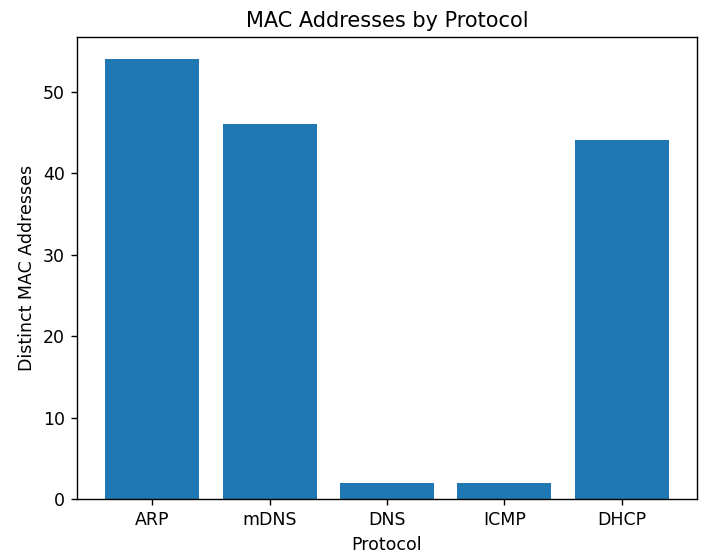 MAC Addresses by Protocol
Distinct MAC Addresses
50
40
30
20
10
0
ARP mDNS DNS ICMP DHCP
Protocol